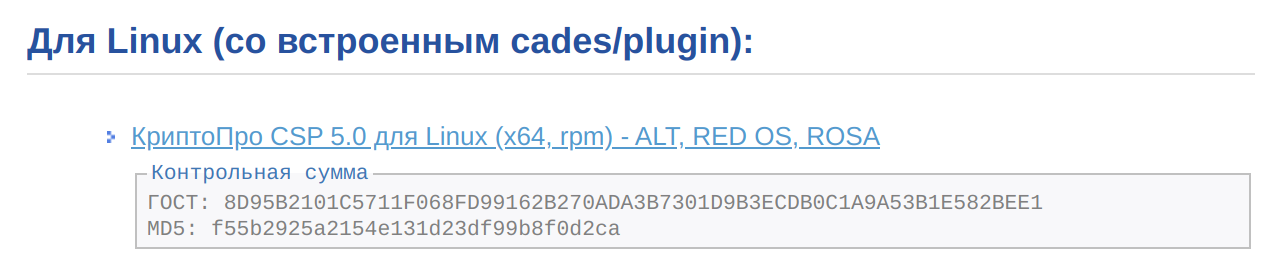 Для Linux (со встроенным cades/plugin):
КриптоПро CSP 5.0 для Linux (x64, rpm) - ALT, RED OS, ROSA
Контрольная сумма
ГОСТ: 8D95B2101C5711F068FD99162B270ADA3B7301D9B3ECDB0C1A9A53B1E582BEE1
MD5: f55b2925a2154e131d23df99b8f0d2ca